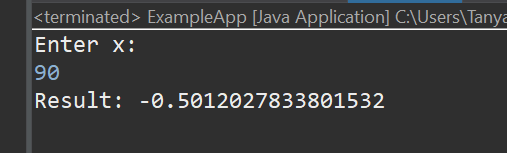 <terminated> ExampleApp [Java Application] C:\Users\Tanya
Enter x:
90
Result: -0.5012027833801532